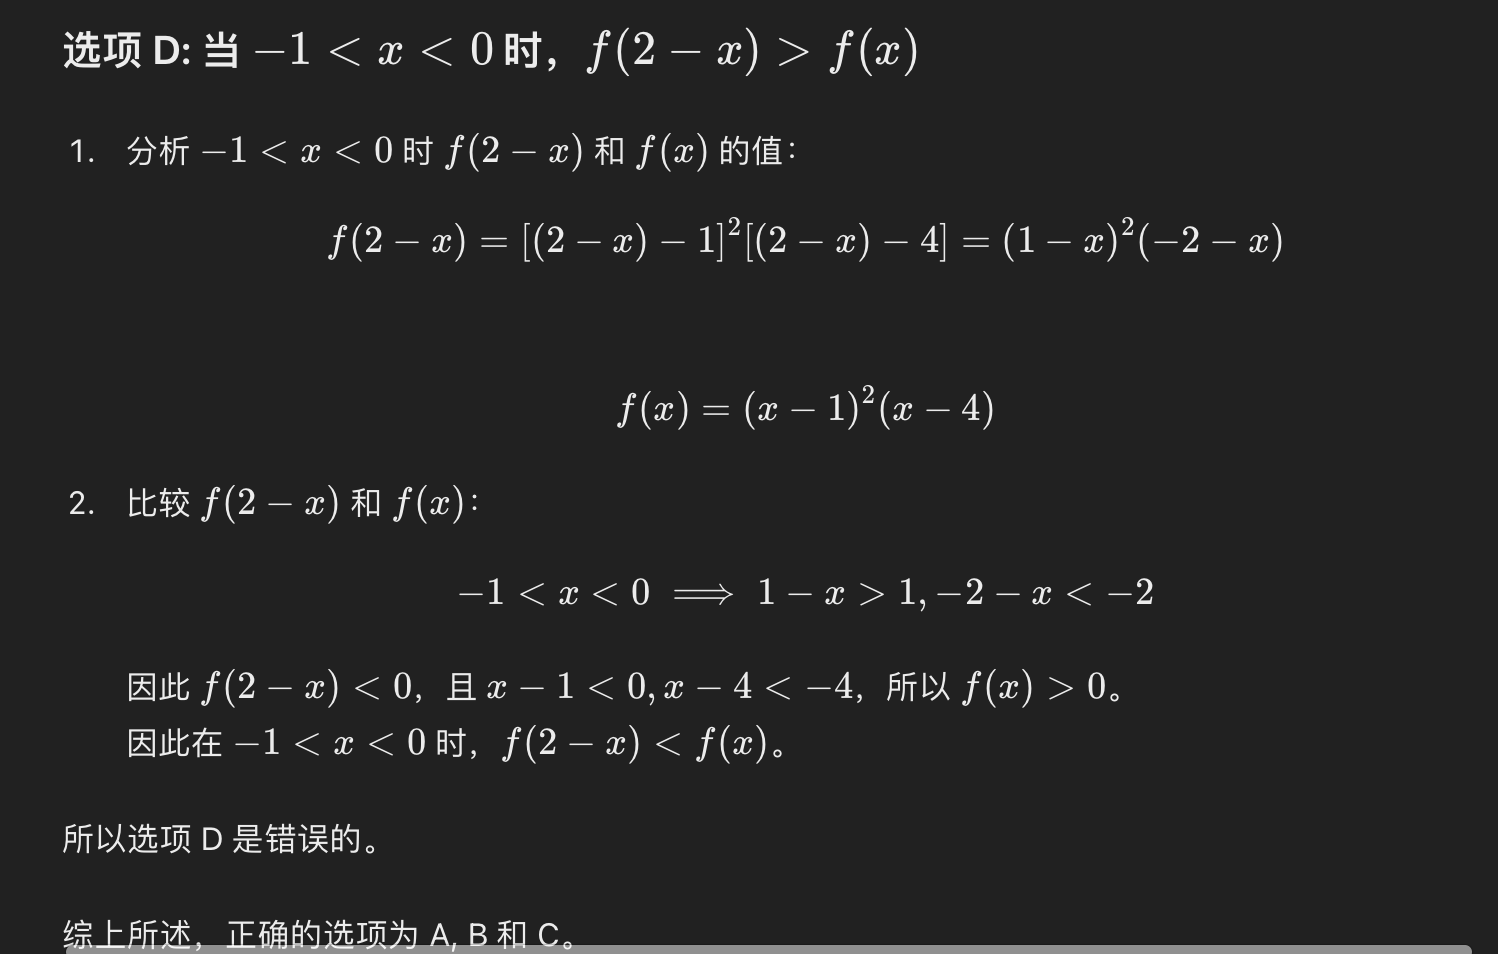 选项 D: 当 −1 < x < 0 时，f(2 − x) > f(x)
1. 分析 −1 < x < 0 时 f(2 − x) 和 f(x) 的值：
f(2 − x) = [(2 − x) − 1]²[(2 − x) − 4] = (1 − x)²(−2 − x)
f(x) = (x − 1)²(x − 4)
2. 比较 f(2 − x) 和 f(x)：
−1 < x < 0 ⟹ 1 − x > 1, −2 − x < −2
因此 f(2 − x) < 0，且 x − 1 < 0, x − 4 < −4，所以 f(x) > 0。
因此在 −1 < x < 0 时，f(2 − x) < f(x)。
所以选项 D 是错误的。
综上所述，正确的选项为 A, B 和 C。